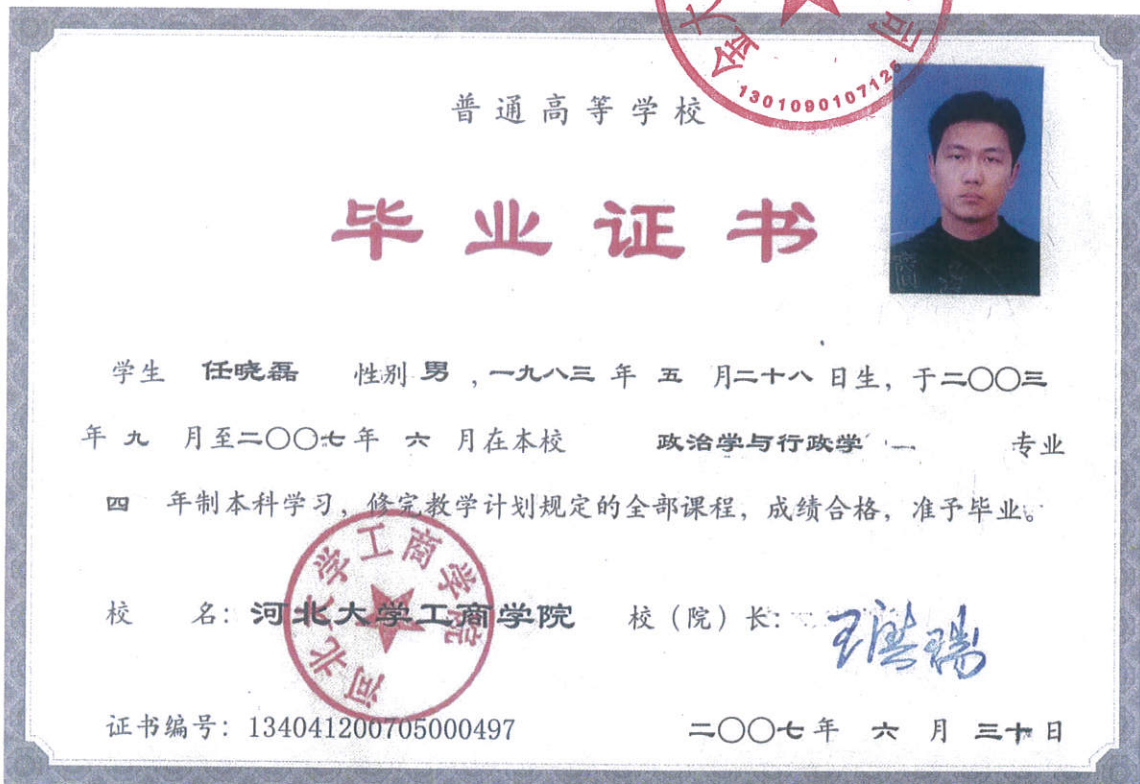 1301090107125
普通高等学校
毕业证书
学生 任晓磊 性别 男 ,一九八三 年 五 月二十八 日生, 于二〇〇三
年 九 月至二〇〇七 年 六 月在本校 政治学与行政学 专业
四 年制本科学习, 修完教学计划规定的全部课程, 成绩合格, 准予毕业。
河北大学工商学院
校 名: 河北大学工商学院 校 (院) 长:
证书编号: 134041200705000497 二〇〇七 年 六 月 三十 日